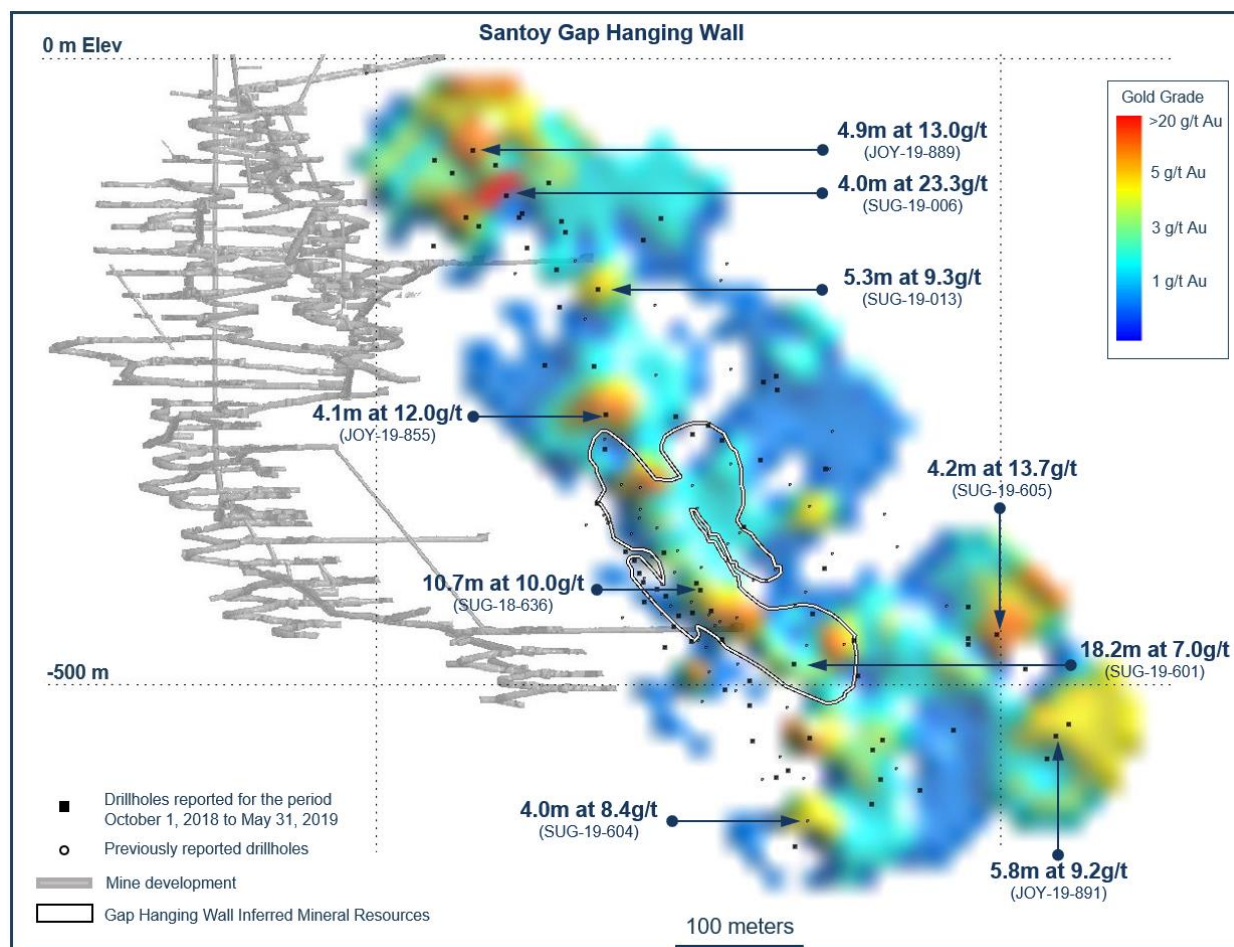 Santoy Gap Hanging Wall
0 m Elev
Gold Grade
>20 g/t Au
5 g/t Au
3 g/t Au
1 g/t Au
4.9m at 13.0g/t
(JOY-19-889)
4.0m at 23.3g/t
(SUG-19-006)
5.3m at 9.3g/t
(SUG-19-013)
4.1m at 12.0g/t
(JOY-19-855)
4.2m at 13.7g/t
(SUG-19-605)
10.7m at 10.0g/t
(SUG-18-636)
18.2m at 7.0g/t
(SUG-19-601)
-500 m
4.0m at 8.4g/t
(SUG-19-604)
5.8m at 9.2g/t
(JOY-19-891)
Drillholes reported for the period
October 1, 2018 to May 31, 2019
Previously reported drillholes
Mine development
Gap Hanging Wall Inferred Mineral Resources
100 meters